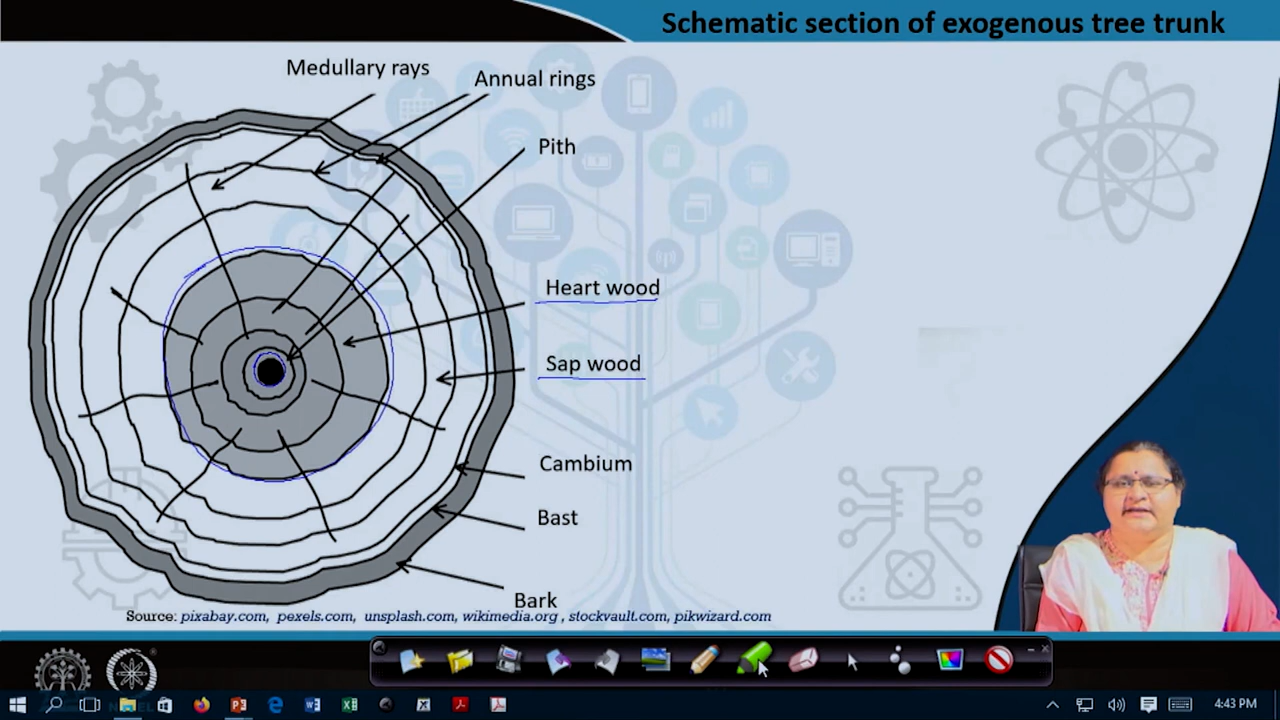 Schematic section of exogenous tree trunk
Medullary rays
Annual rings
Pith
Heart wood
Sap wood
Cambium
Bast
Bark
Source: pixabay.com, pexels.com, unsplash.com, wikimedia.org , stockvault.com, pikwizard.com
4:43 PM